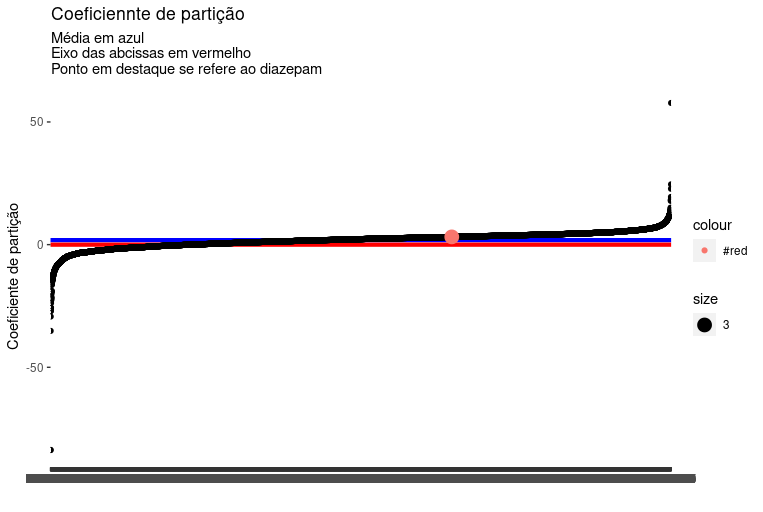 Coeficiennte de partição
Média em azul
Eixo das abcissas em vermelho
Ponto em destaque se refere ao diazepam
50
0
-50
Coeficiente de partição
colour
#red
size
3